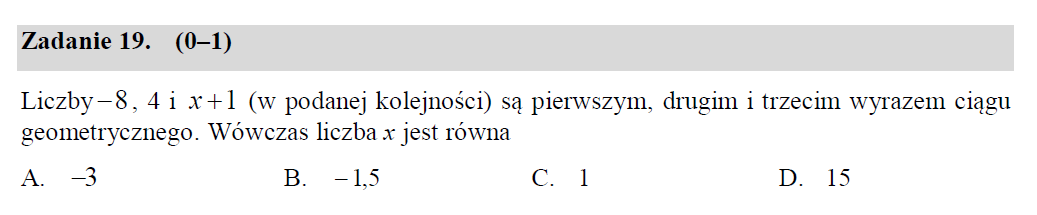 Zadanie 19. (0–1)
Liczby −8, 4 i x+1 (w podanej kolejności) są pierwszym, drugim i trzecim wyrazem ciągu
geometrycznego. Wówczas liczba x jest równa
A. −3 B. −1,5 C. 1 D. 15